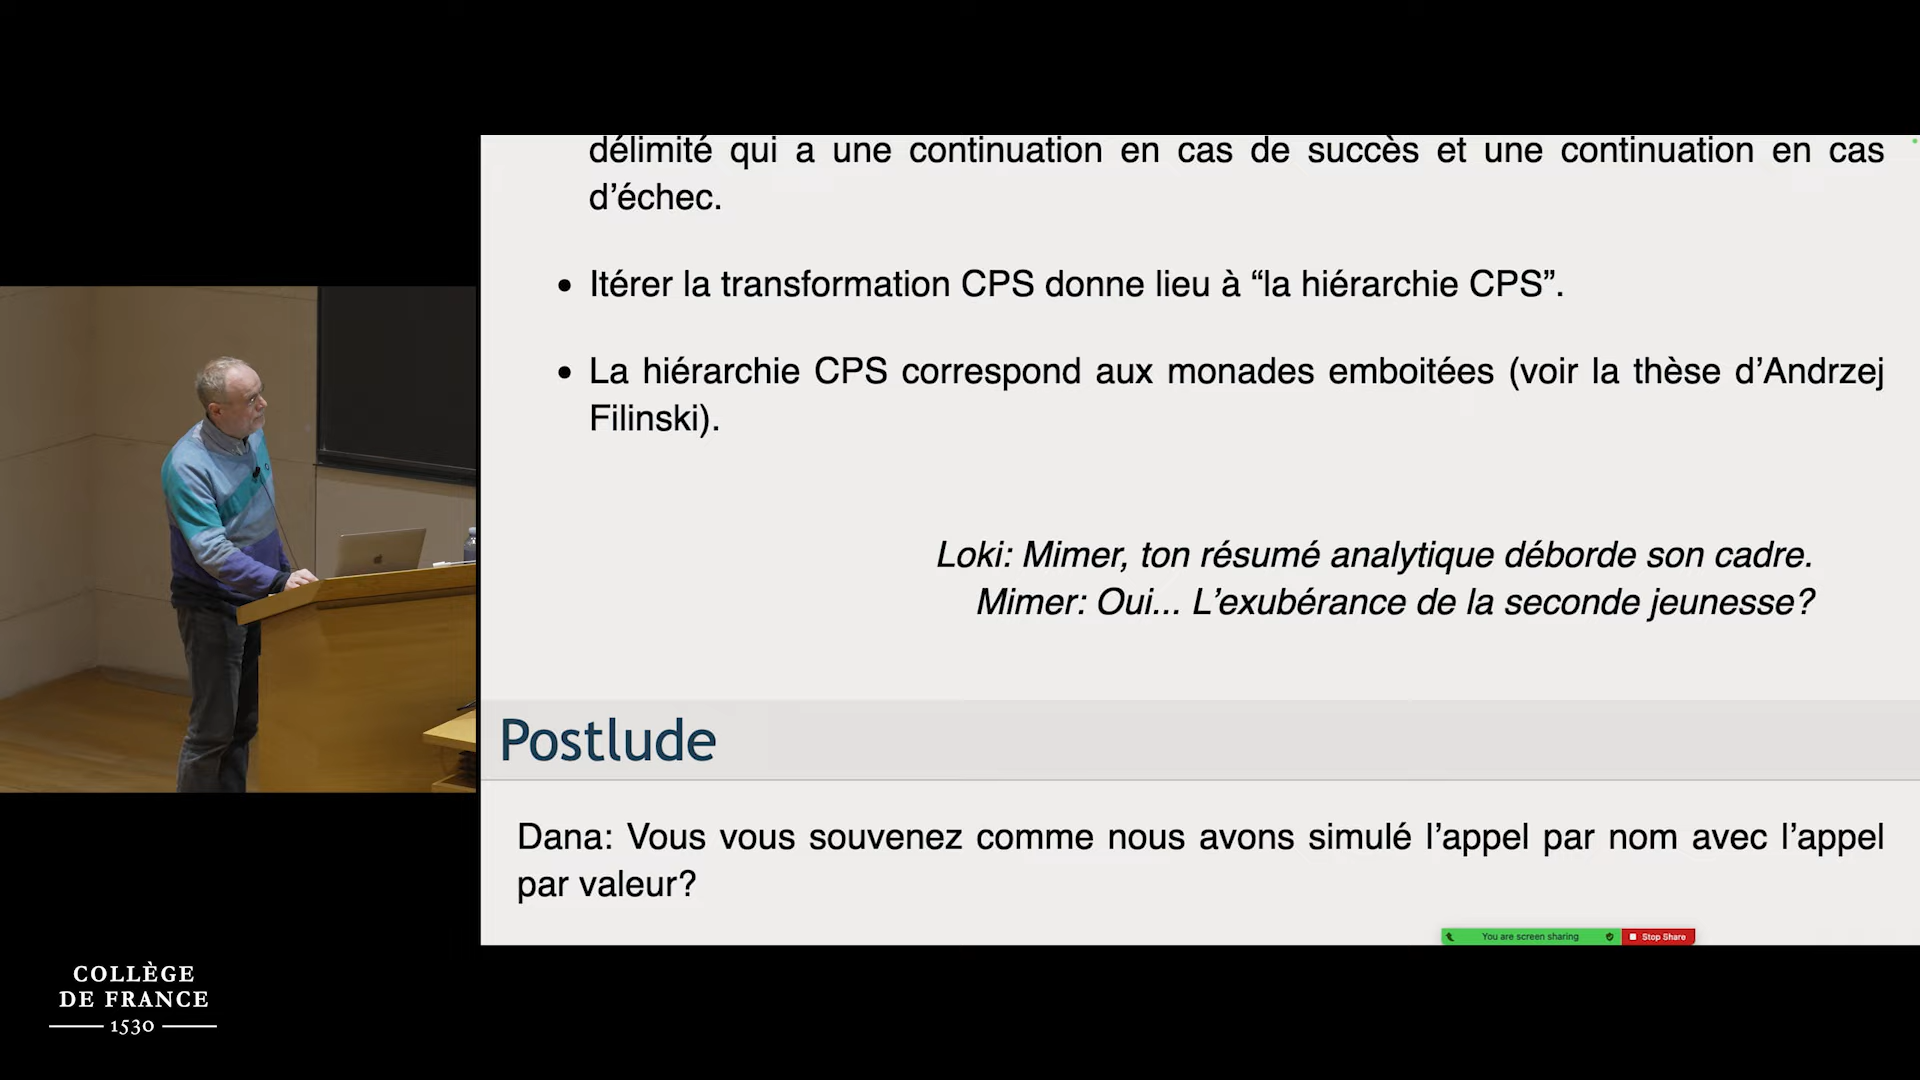 délimité qui a une continuation en cas de succès et une continuation en cas
d’échec.
• Itérer la transformation CPS donne lieu à “la hiérarchie CPS”.
• La hiérarchie CPS correspond aux monades emboitées (voir la thèse d’Andrzej
Filinski).
Loki: Mimer, ton résumé analytique déborde son cadre.
Mimer: Oui... L’exubérance de la seconde jeunesse?
Postlude
Dana: Vous vous souvenez comme nous avons simulé l’appel par nom avec l’appel
par valeur?
You are screen sharing
Stop Share
COLLÈGE
DE FRANCE
1530